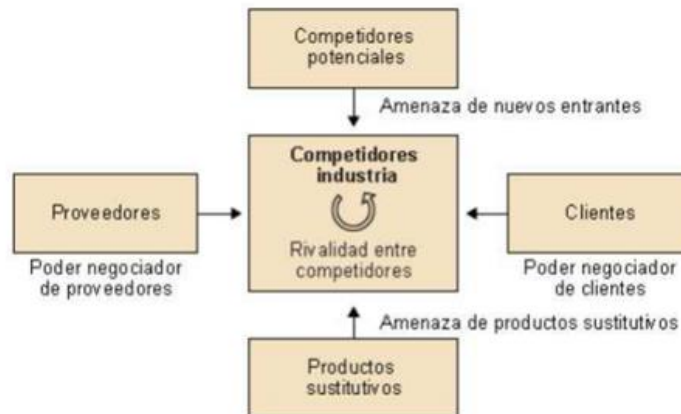 Competidores
potenciales
Amenaza de nuevos entrantes
Competidores
industria
Rivalidad entre
competidores
Proveedores
Poder negociador
de proveedores
Clientes
Poder negociador
de clientes
Amenaza de productos sustitutivos
Productos
sustitutivos